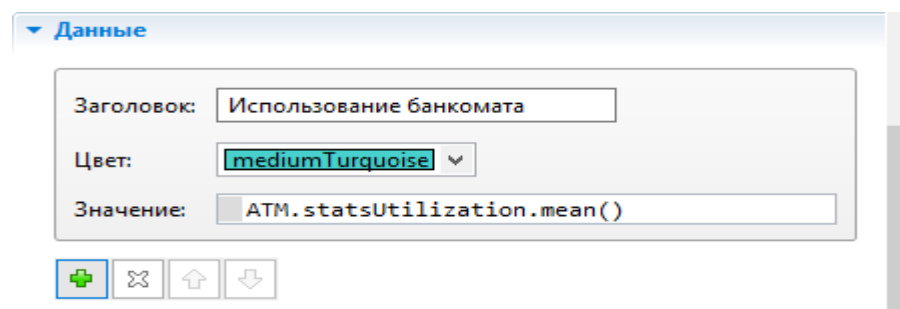 Данные
Заголовок: Использование банкомата
Цвет: mediumTurquoise
Значение: ATM.statsUtilization.mean()